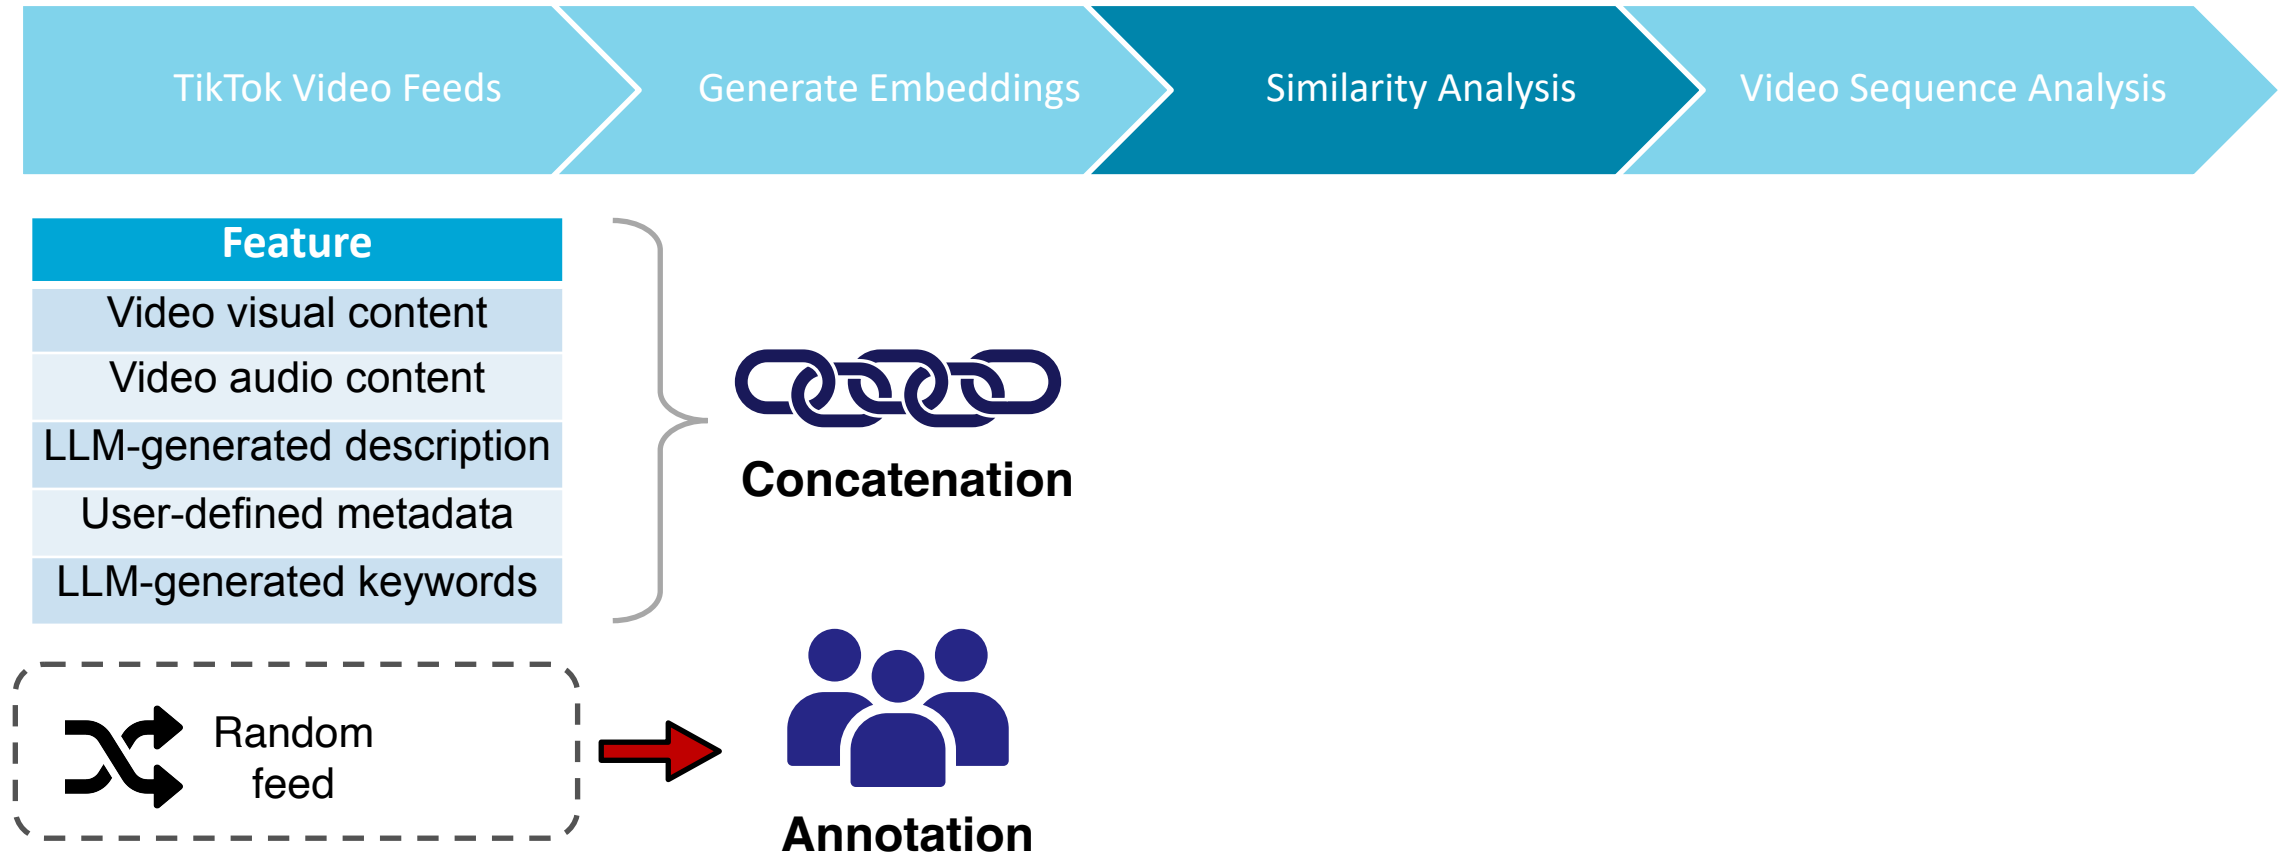 TikTok Video Feeds
Generate Embeddings
Similarity Analysis
Video Sequence Analysis
Feature
Video visual content
Video audio content
LLM-generated description
User-defined metadata
LLM-generated keywords
Concatenation
Random
feed
Annotation